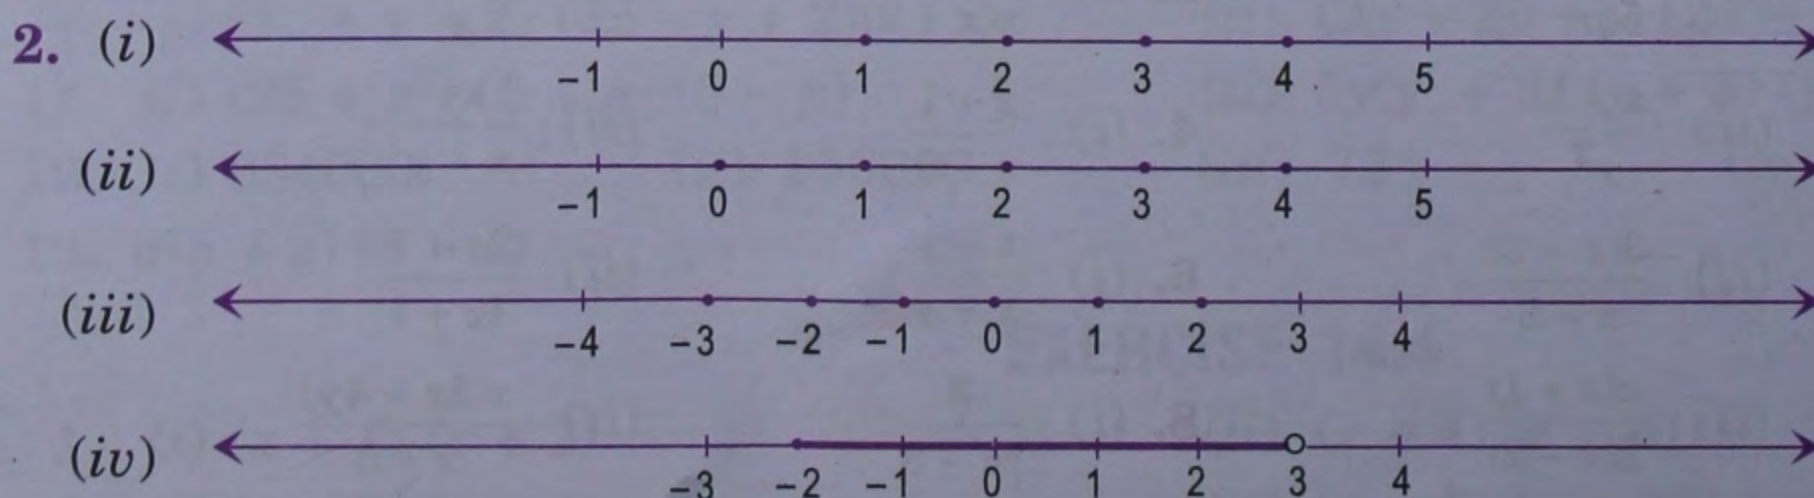 2. (i)
−1 0 1 2 3 4 5
(ii)
−1 0 1 2 3 4 5
(iii)
−4 −3 −2 −1 0 1 2 3 4
(iv)
−3 −2 −1 0 1 2 3 4